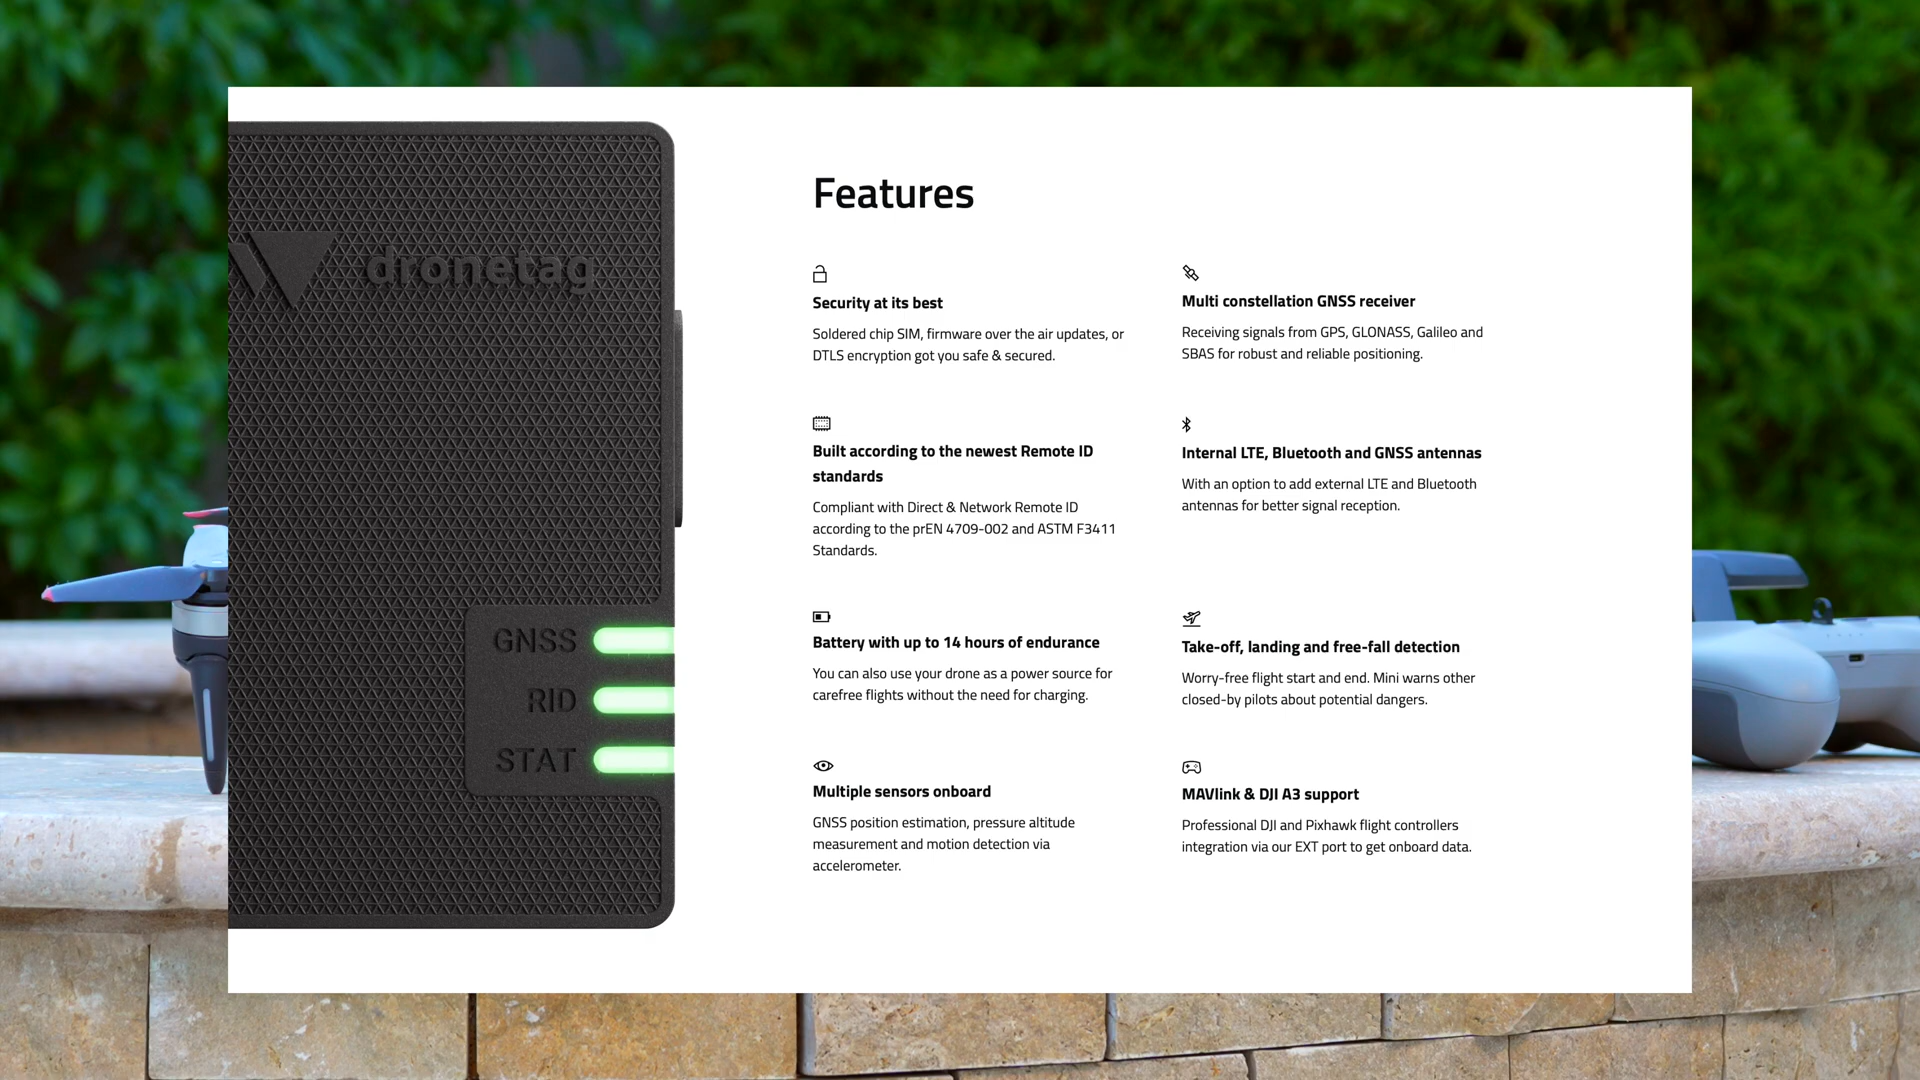 dronetag
GNSS
RID
STAT
Features
Security at its best
Soldered chip SIM, firmware over the air updates, or
DTLS encryption got you safe & secured.
Multi constellation GNSS receiver
Receiving signals from GPS, GLONASS, Galileo and
SBAS for robust and reliable positioning.
Built according to the newest Remote ID
standards
Compliant with Direct & Network Remote ID
according to the prEN 4709-002 and ASTM F3411
Standards.
Internal LTE, Bluetooth and GNSS antennas
With an option to add external LTE and Bluetooth
antennas for better signal reception.
Battery with up to 14 hours of endurance
You can also use your drone as a power source for
carefree flights without the need for charging.
Take-off, landing and free-fall detection
Worry-free flight start and end. Mini warns other
closed-by pilots about potential dangers.
Multiple sensors onboard
GNSS position estimation, pressure altitude
measurement and motion detection via
accelerometer.
MAVlink & DJI A3 support
Professional DJI and Pixhawk flight controllers
integration via our EXT port to get onboard data.